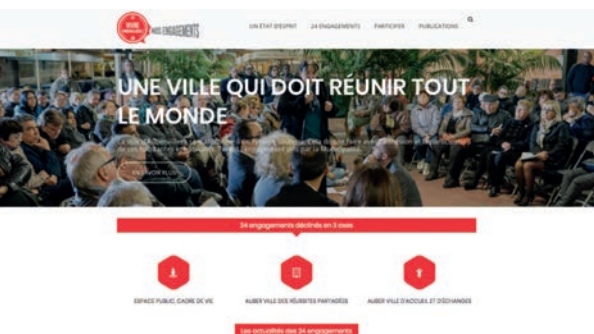 NOS ENGAGEMENTS
UN ÉTAT D'ESPRIT
24 ENGAGEMENTS
PARTICIPER
PUBLICATIONS
UNE VILLE QUI DOIT RÉUNIR TOUT
LE MONDE
EN SAVOIR PLUS
24 engagements déclinés en 3 axes
ESPACE PUBLIC, CADRE DE VIE
AUBER VILLE DES RÉUSSITES PARTAGÉES
AUBER VILLE D'ACCUEIL ET D'ÉCHANGES
Les actualités des 24 engagements